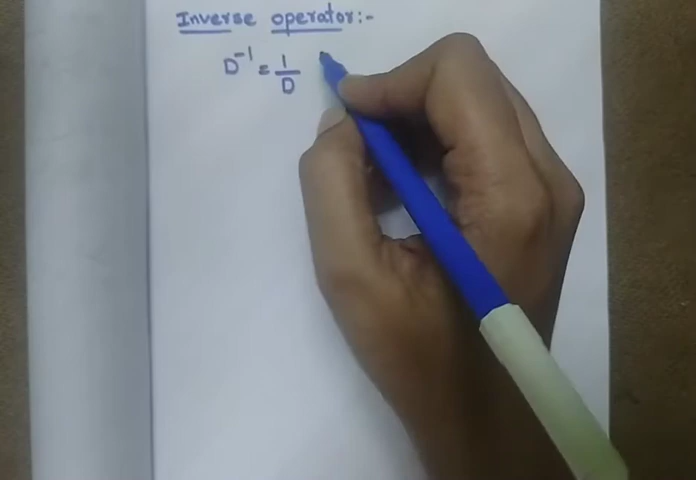 Inverse operator:-
D⁻¹ = 1/D